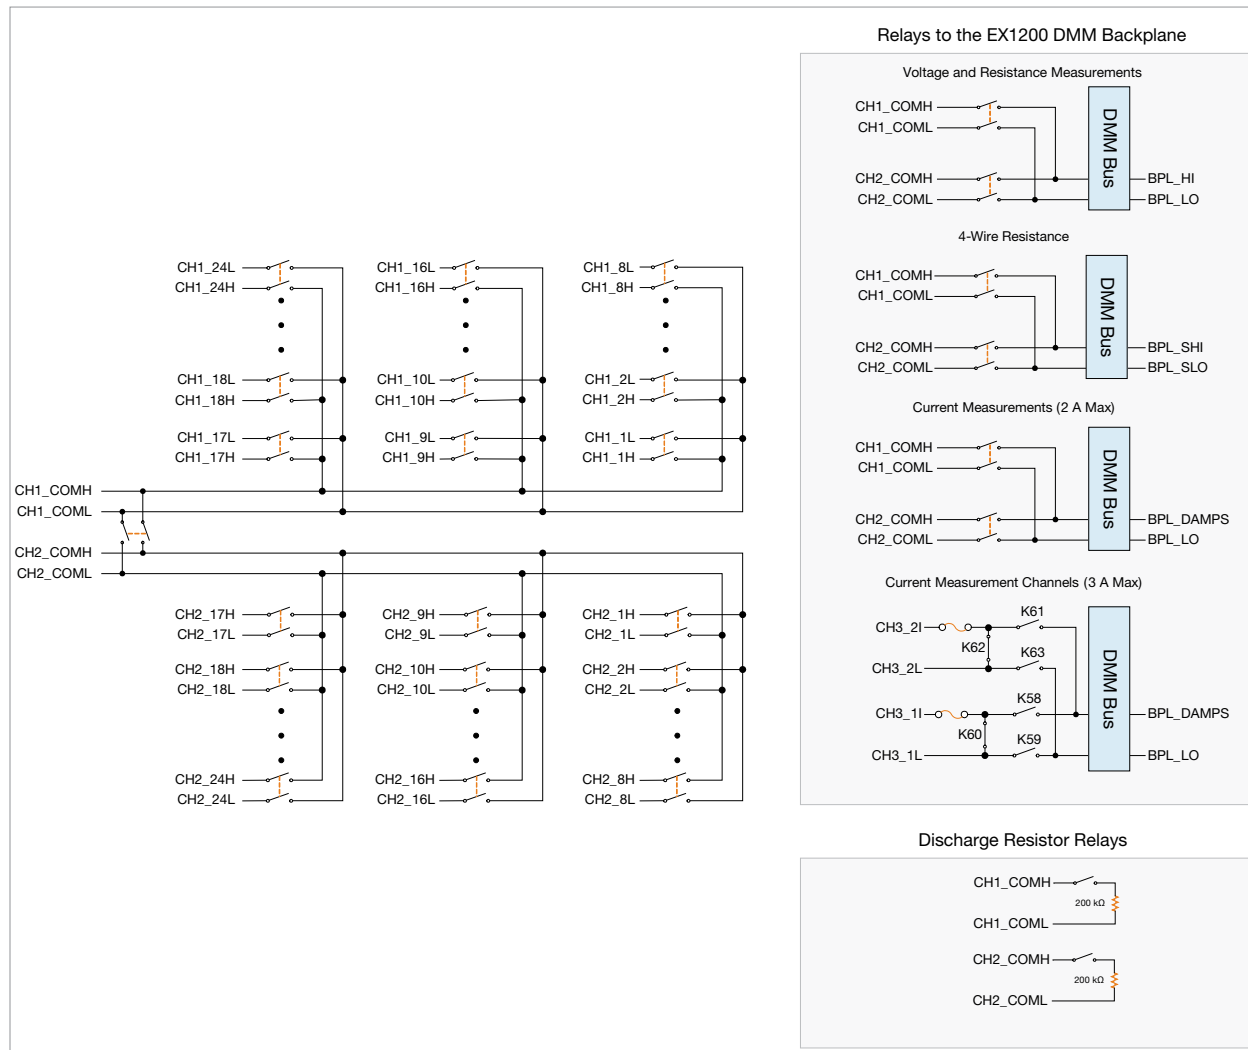 Relays to the EX1200 DMM Backplane
Voltage and Resistance Measurements
CH1_COMH
CH1_COML
CH2_COMH
CH2_COML
DMM Bus
BPL_HI
BPL_LO
4-Wire Resistance
CH1_COMH
CH1_COML
CH2_COMH
CH2_COML
DMM Bus
BPL_SHI
BPL_SLO
Current Measurements (2 A Max)
CH1_COMH
CH1_COML
CH2_COMH
CH2_COML
DMM Bus
BPL_DAMPS
BPL_LO
Current Measurement Channels (3 A Max)
CH3_2I
K61
K62
K63
CH3_2L
CH3_1I
K58
K60
K59
CH3_1L
DMM Bus
BPL_DAMPS
BPL_LO
Discharge Resistor Relays
CH1_COMH
200 kΩ
CH1_COML
CH2_COMH
200 kΩ
CH2_COML
CH1_24L
CH1_24H
CH1_18L
CH1_18H
CH1_17L
CH1_17H
CH1_16L
CH1_16H
CH1_10L
CH1_10H
CH1_9L
CH1_9H
CH1_8L
CH1_8H
CH1_2L
CH1_2H
CH1_1L
CH1_1H
CH1_COMH
CH1_COML
CH2_COMH
CH2_COML
CH2_17H
CH2_17L
CH2_18H
CH2_18L
CH2_24H
CH2_24L
CH2_9H
CH2_9L
CH2_10H
CH2_10L
CH2_16H
CH2_16L
CH2_1H
CH2_1L
CH2_2H
CH2_2L
CH2_8H
CH2_8L